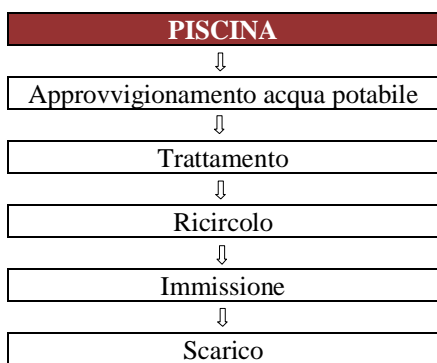 PISCINA
⇩
Approvvigionamento acqua potabile
⇩
Trattamento
⇩
Ricircolo
⇩
Immissione
⇩
Scarico